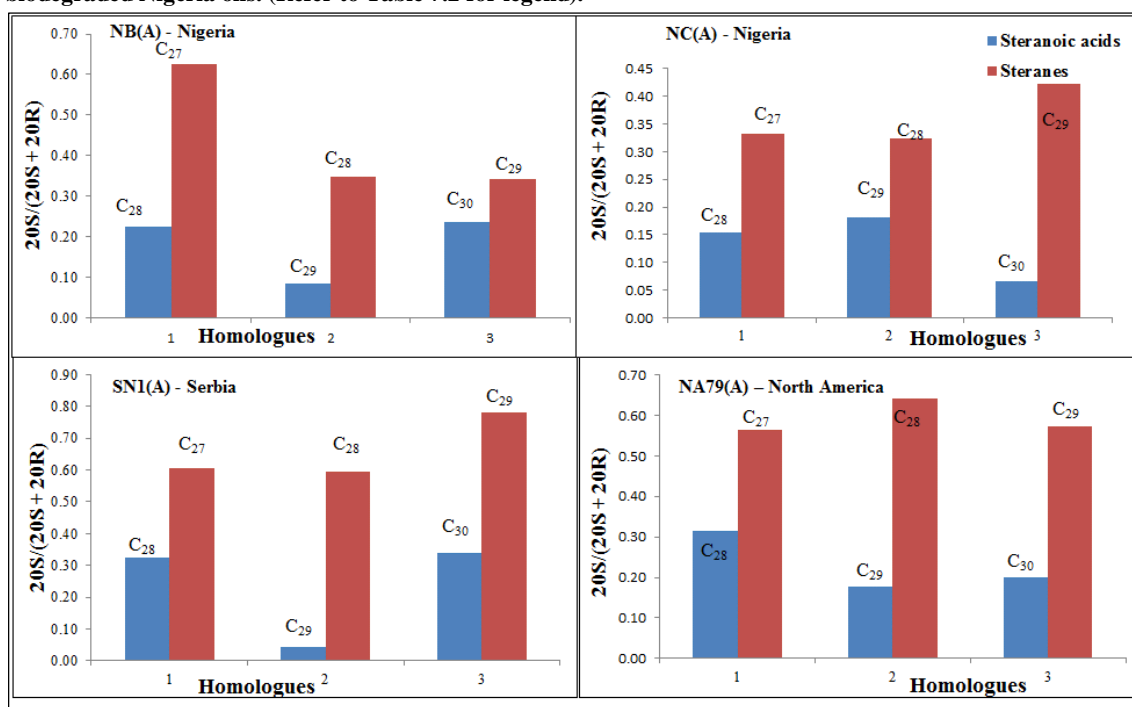 biodegraded Nigeria oils. (Refer to Table 7.2 for legend).
NB(A) - Nigeria
20S/(20S + 20R)
0.70
0.60
0.50
0.40
0.30
0.20
0.10
0.00
C27
C28
C28
C29
C29
C30
1
2
3
Homologues
NC(A) - Nigeria
Steranoic acids
Steranes
20S/(20S + 20R)
0.45
0.40
0.35
0.30
0.25
0.20
0.15
0.10
0.05
0.00
C27
C28
C28
C29
C29
C30
1
2
3
Homologues
SN1(A) - Serbia
20S/(20S + 20R)
0.90
0.80
0.70
0.60
0.50
0.40
0.30
0.20
0.10
0.00
C27
C28
C28
C29
C29
C30
1
2
3
Homologues
NA79(A) – North America
20S/(20S + 20R)
0.70
0.60
0.50
0.40
0.30
0.20
0.10
0.00
C27
C28
C28
C29
C29
C30
1
2
3
Homologues